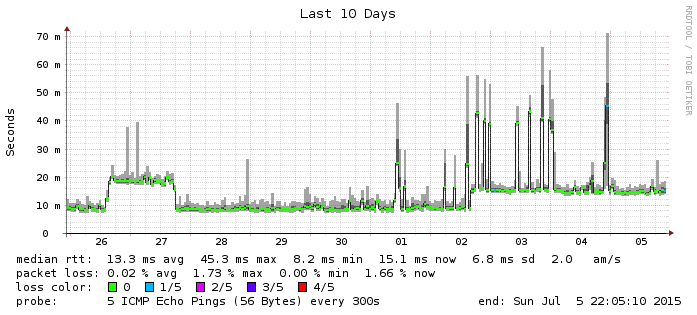 Last 10 Days
RRDTOOL / TOBI OETIKER
Seconds
70 m
60 m
50 m
40 m
30 m
20 m
10 m
0
26 27 28 29 30 01 02 03 04 05
median rtt: 13.3 ms avg 45.3 ms max 8.2 ms min 15.1 ms now 6.8 ms sd 2.0 am/s
packet loss: 0.02 % avg 1.73 % max 0.00 % min 1.66 % now
loss color: 0 1/5 2/5 3/5 4/5
probe: 5 ICMP Echo Pings (56 Bytes) every 300s end: Sun Jul 5 22:05:10 2015